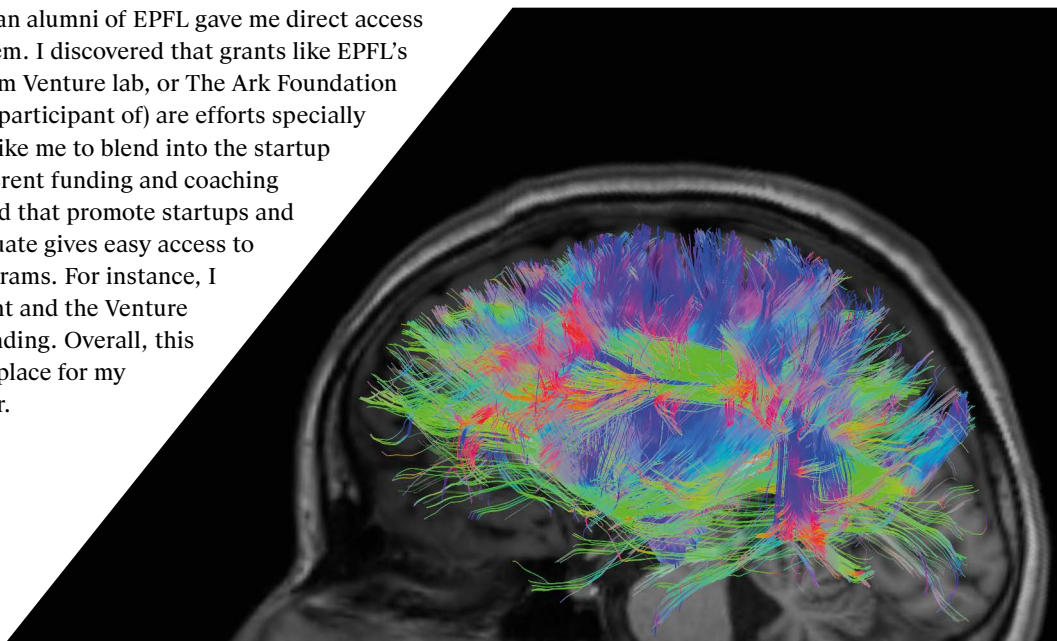 an alumni of EPFL gave me direct access
em. I discovered that grants like EPFL's
m Venture lab, or The Ark Foundation
participant of) are efforts specially
ike me to blend into the startup
erent funding and coaching
d that promote startups and
uate gives easy access to
rams. For instance, I
nt and the Venture
nding. Overall, this
place for my
r.